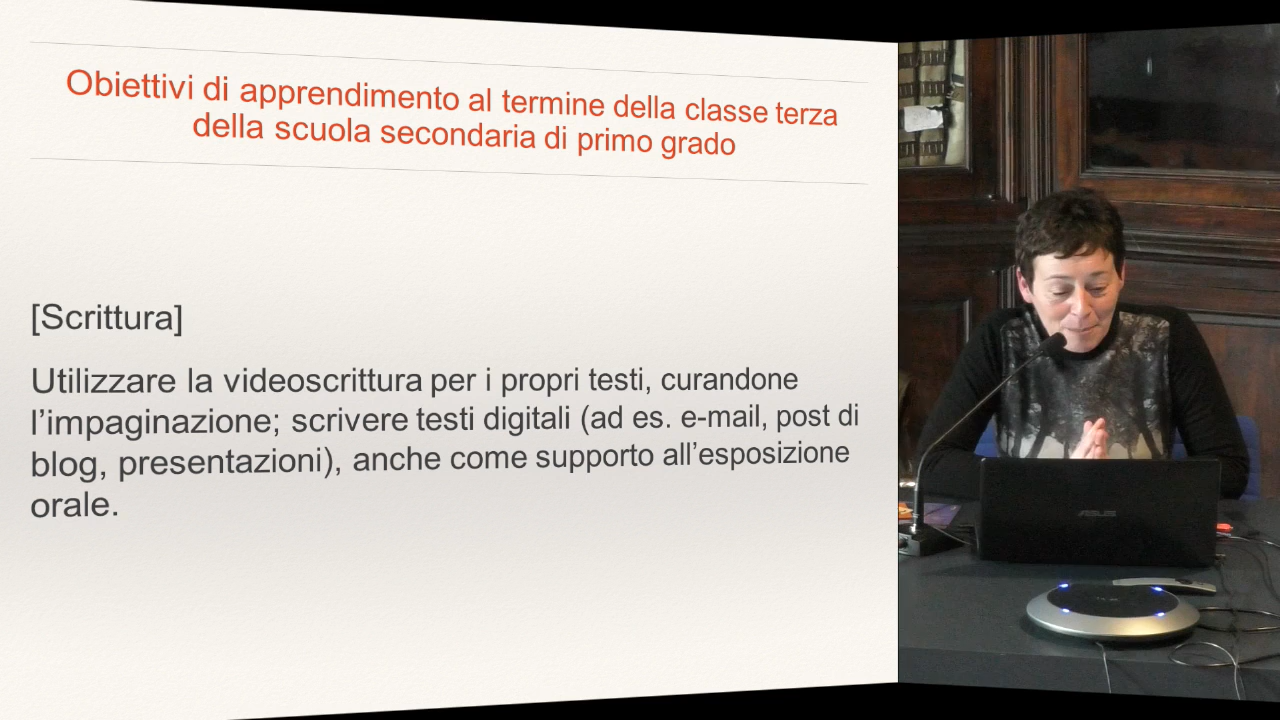 Obiettivi di apprendimento al termine della classe terza
della scuola secondaria di primo grado
[Scrittura]
Utilizzare la videoscrittura per i propri testi, curandone
l’impaginazione; scrivere testi digitali (ad es. e-mail, post di
blog, presentazioni), anche come supporto all’esposizione
orale.
ASUS